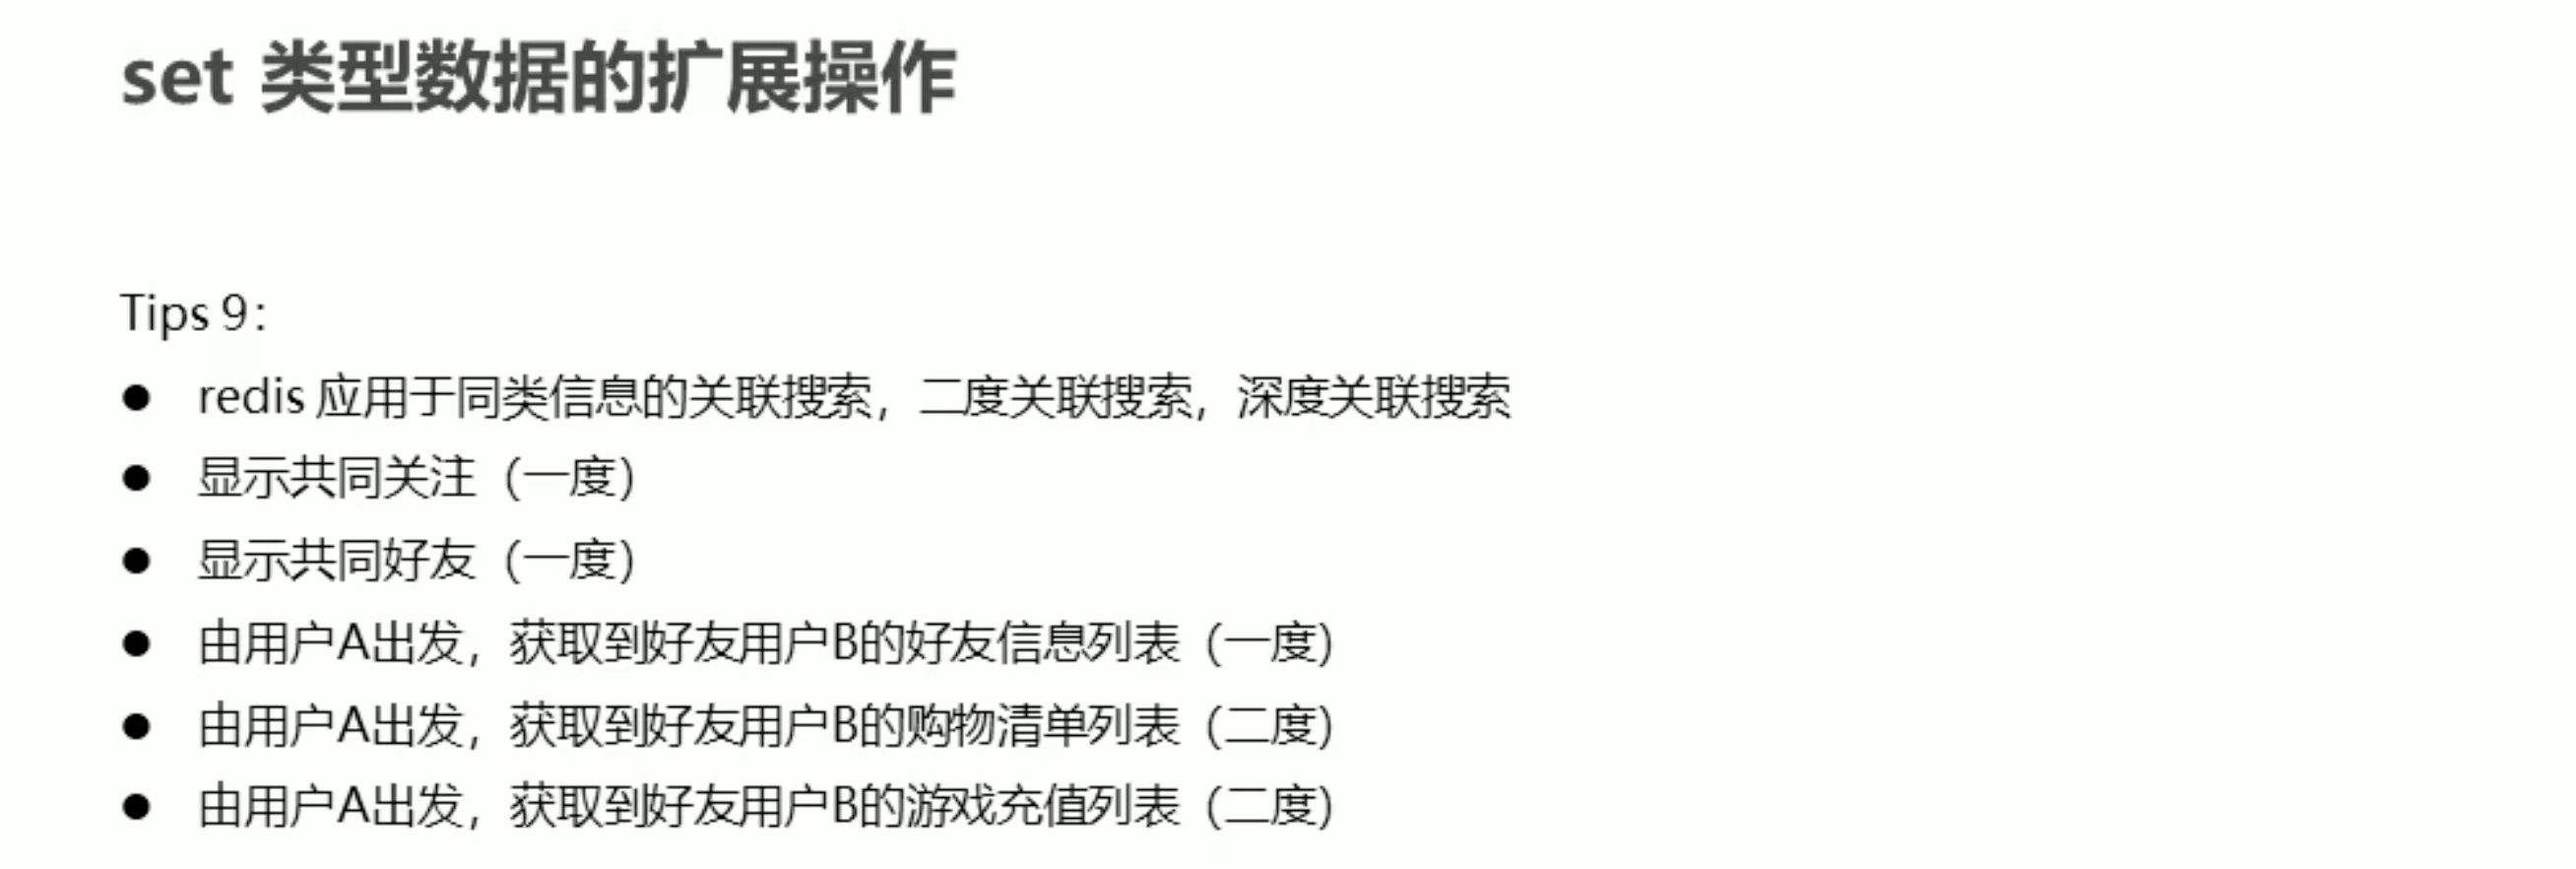 set 类型数据的扩展操作
Tips 9：
● redis 应用于同类信息的关联搜索，二度关联搜索，深度关联搜索
● 显示共同关注（一度）
● 显示共同好友（一度）
● 由用户A出发，获取到好友用户B的好友信息列表（一度）
● 由用户A出发，获取到好友用户B的购物清单列表（二度）
● 由用户A出发，获取到好友用户B的游戏充值列表（二度）